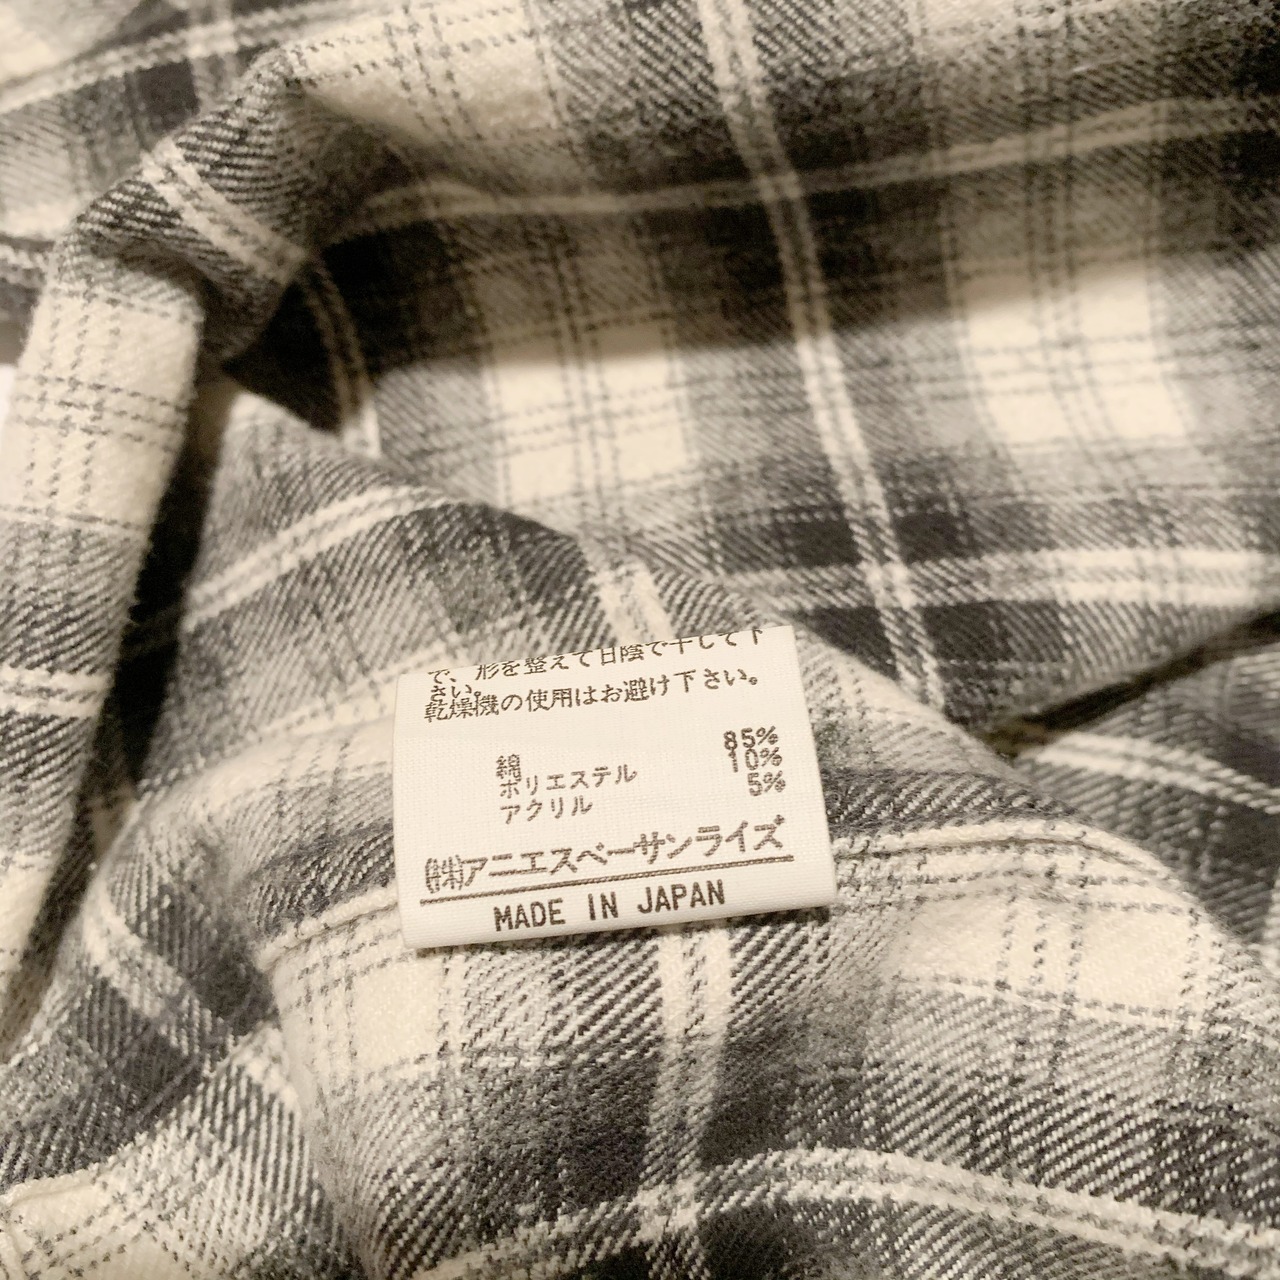 で、形を整えて日陰で干して下
さい。
乾燥機の使用はお避け下さい。
綿 85%
ポリエステル 10%
アクリル 5%
(株)アニエスベーサンライズ
MADE IN JAPAN